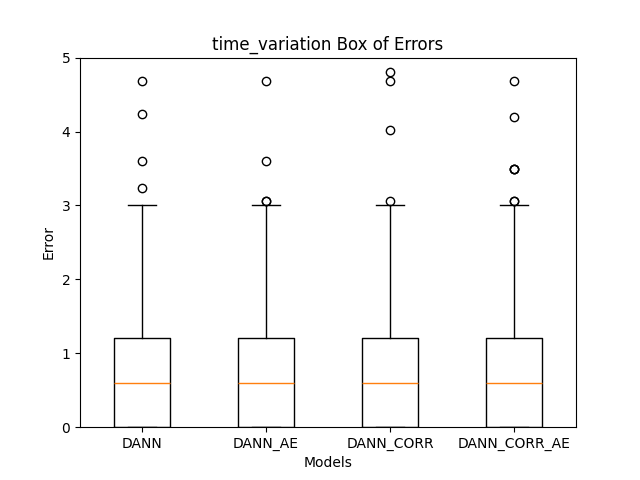 time_variation Box of Errors
5
4
3
2
1
0
Error
DANN
DANN_AE
DANN_CORR
DANN_CORR_AE
Models